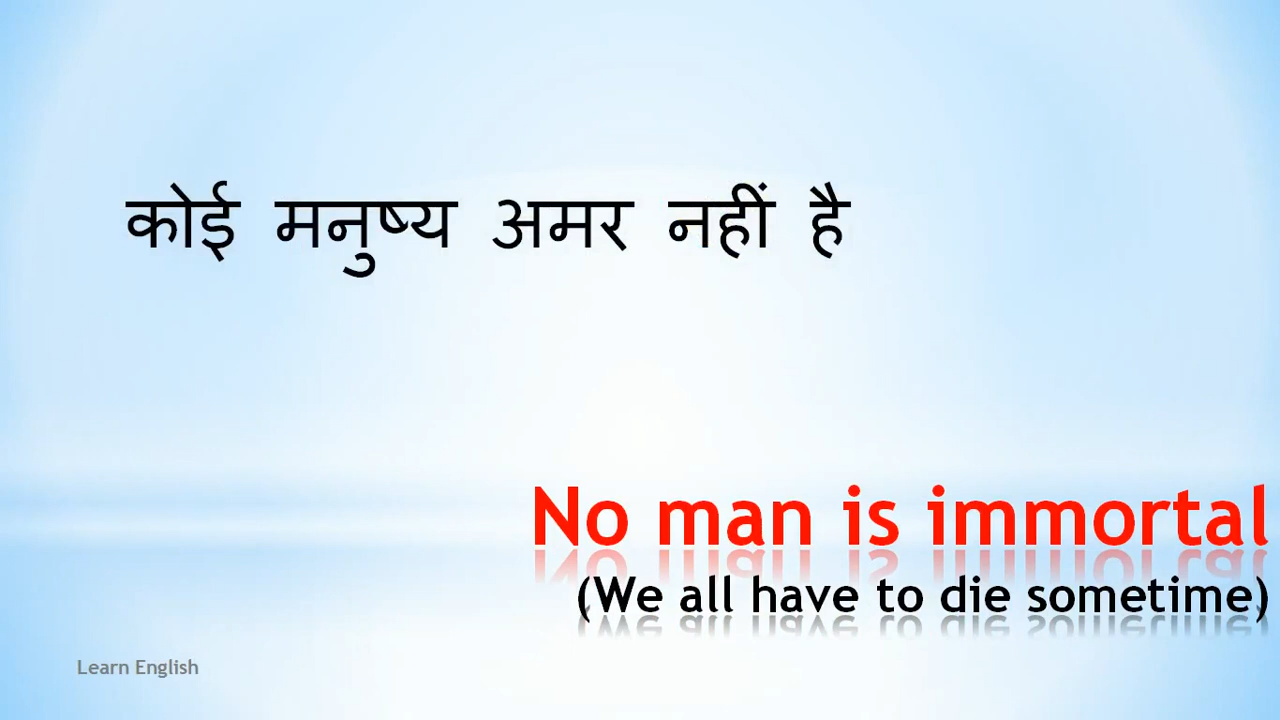 कोई मनुष्य अमर नहीं है
No man is immortal
(We all have to die sometime)
Learn English